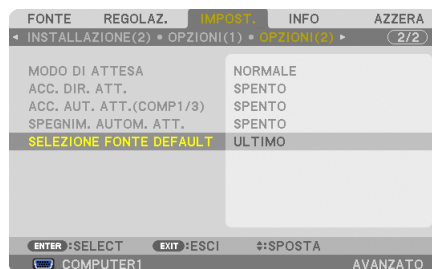 FONTE REGOLAZ. IMPOST. INFO AZZERA
INSTALLAZIONE(2) • OPZIONI(1) • OPZIONI(2) 2/2
MODO DI ATTESA NORMALE
ACC. DIR. ATT. SPENTO
ACC. AUT. ATT.(COMP1/3) SPENTO
SPEGNIM. AUTOM. ATT. SPENTO
SELEZIONE FONTE DEFAULT ULTIMO
ENTER :SELECT EXIT :ESCI :SPOSTA
COMPUTER1 AVANZATO